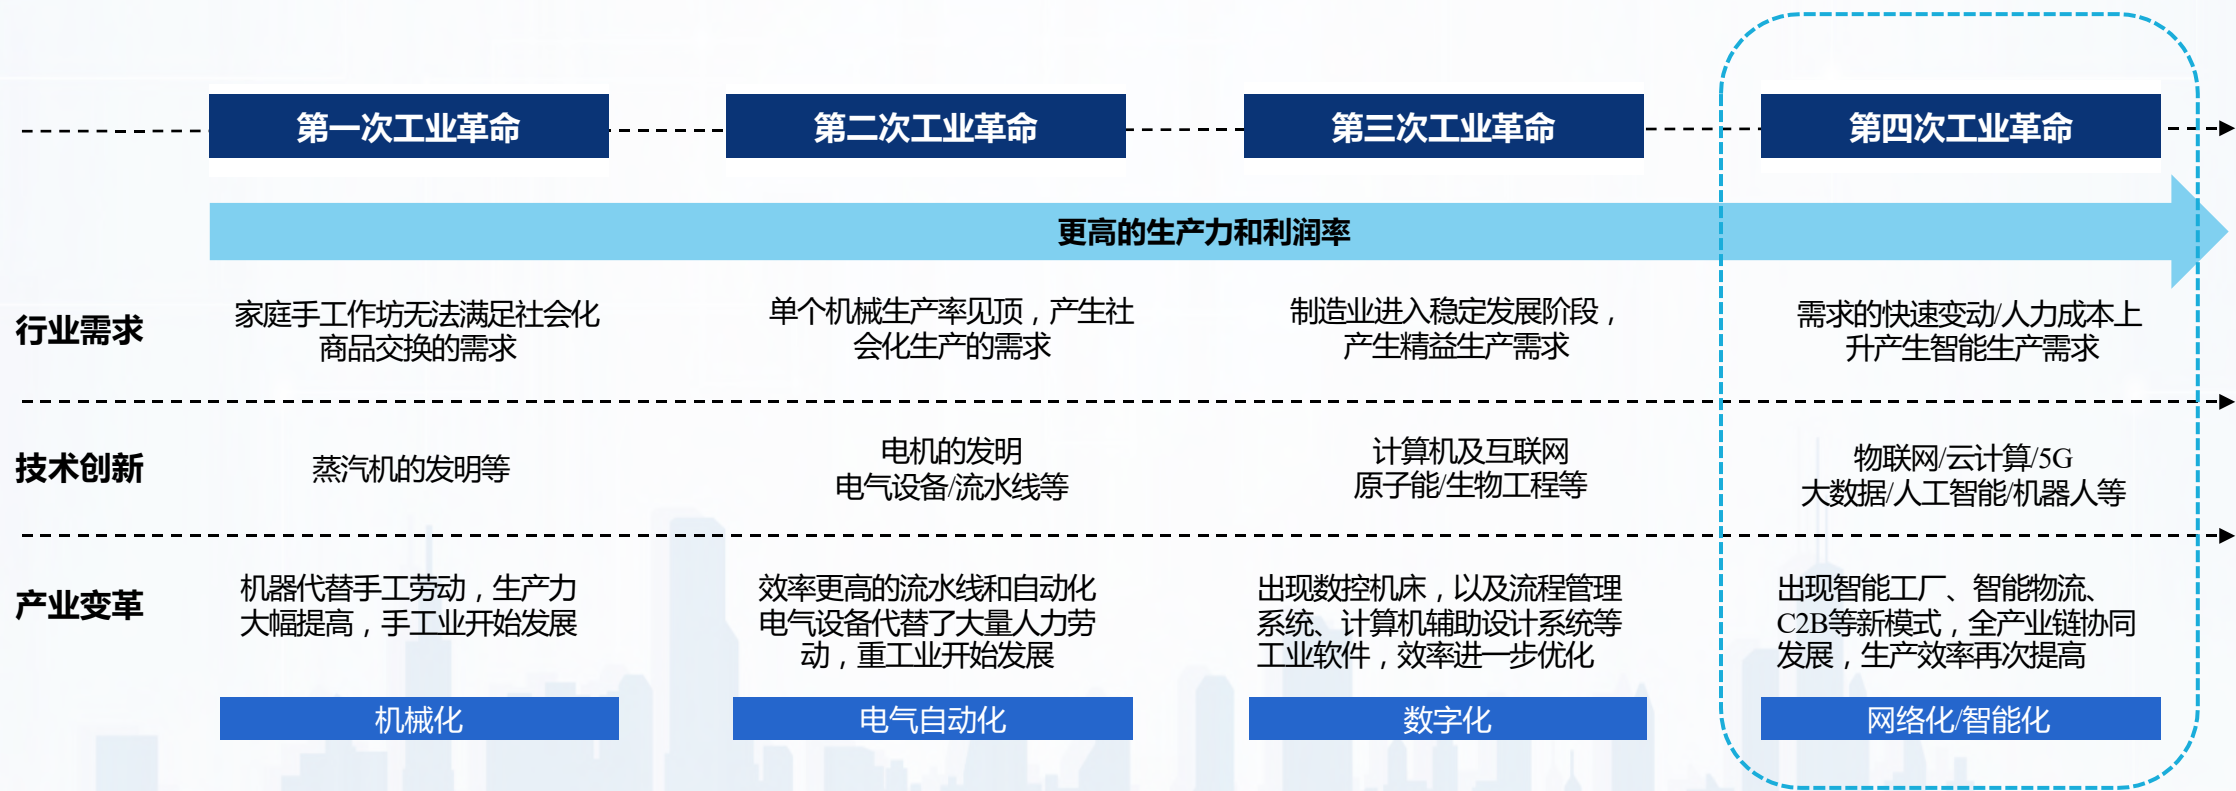 第一次工业革命
第二次工业革命
第三次工业革命
第四次工业革命
更高的生产力和利润率
行业需求
家庭手工作坊无法满足社会化
商品交换的需求
单个机械生产率见顶，产生社
会化生产的需求
制造业进入稳定发展阶段，
产生精益生产需求
需求的快速变动/人力成本上
升产生智能生产需求
技术创新
蒸汽机的发明等
电机的发明
电气设备/流水线等
计算机及互联网
原子能/生物工程等
物联网/云计算/5G
大数据/人工智能/机器人等
产业变革
机器代替手工劳动，生产力
大幅提高，手工业开始发展
效率更高的流水线和自动化
电气设备代替了大量人力劳
动，重工业开始发展
出现数控机床，以及流程管理
系统、计算机辅助设计系统等
工业软件，效率进一步优化
出现智能工厂、智能物流、
C2B等新模式，全产业链协同
发展，生产效率再次提高
机械化
电气自动化
数字化
网络化/智能化